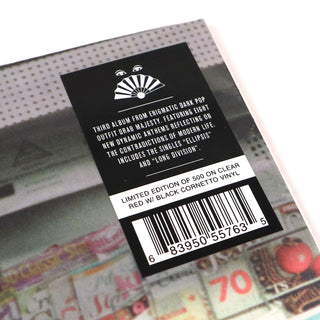 THIRD ALBUM FROM ENIGMATIC DARK POP
OUTFIT DRAB MAJESTY. FEATURING EIGHT
NEW DYNAMIC ANTHEMS REFLECTING ON
THE CONTRADICTIONS OF MODERN LIFE.
INCLUDES THE SINGLES "ELLIPSIS"
AND "LONG DIVISION".
LIMITED EDITION OF 500 ON CLEAR
RED W/ BLACK CORNETTO VINYL
6 83950 55763 5
70